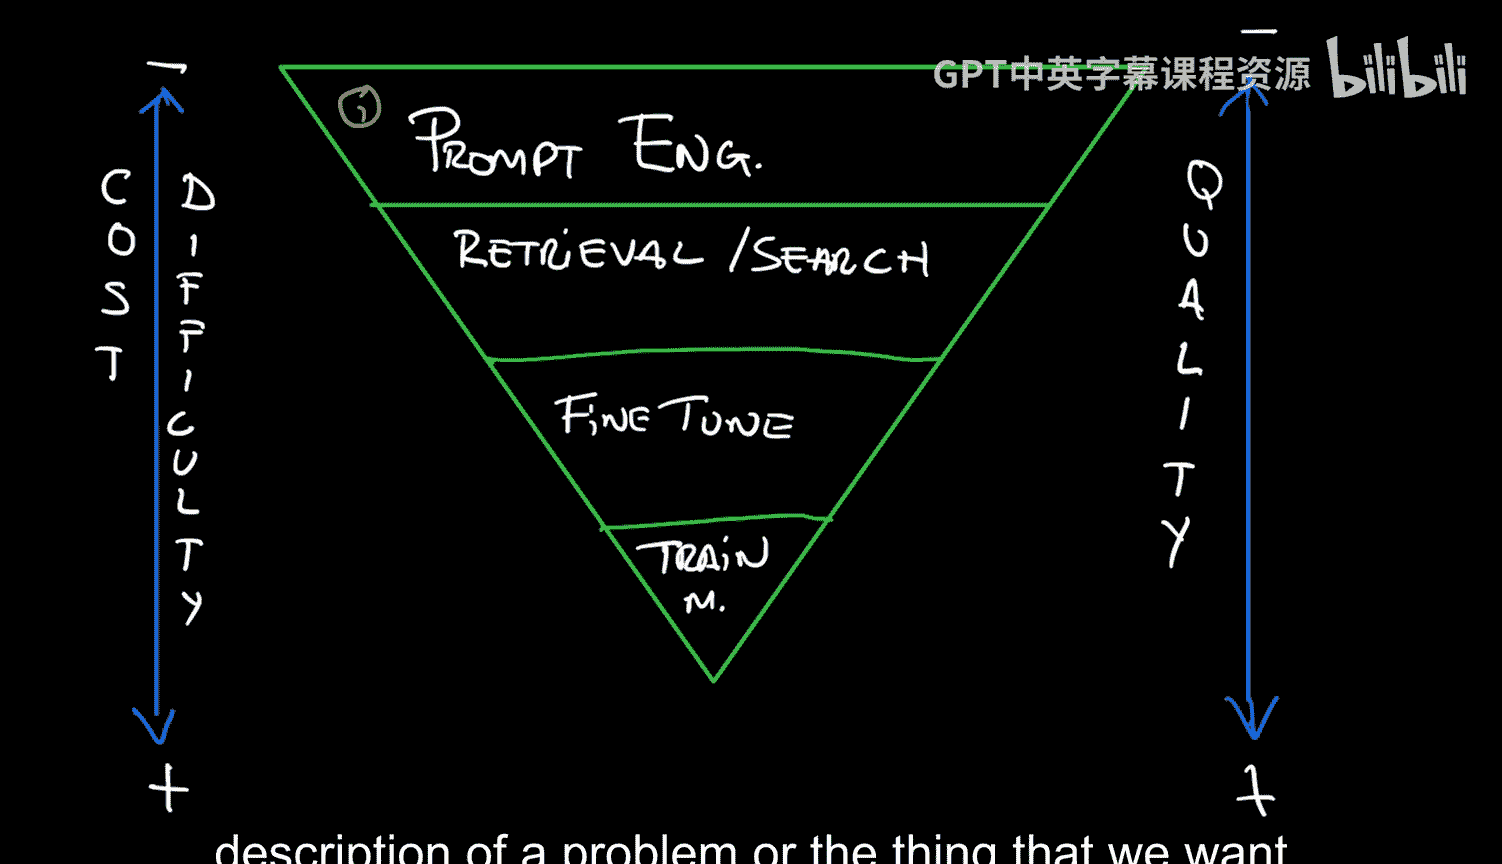 GPT中英字幕课程资源 bilibili
PROMPT ENG.
RETRIEVAL / SEARCH
FINE TUNE
TRAIN
M.
COST
DIFFICULTY
QUALITY
description of a problem or the thing that we want